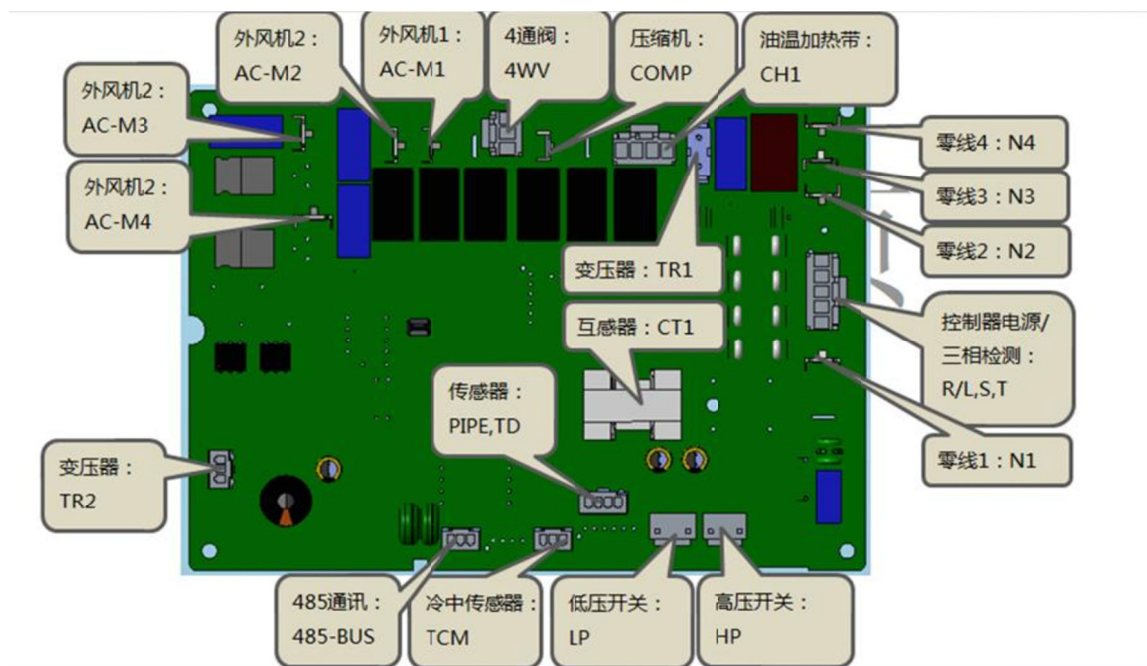 外风机2：
AC-M3
外风机2：
AC-M2
外风机1：
AC-M1
4通阀：
4WV
压缩机：
COMP
油温加热带：
CH1
外风机2：
AC-M4
零线4：N4
零线3：N3
零线2：N2
变压器：TR1
互感器：CT1
控制器电源/
三相检测：
R/L,S,T
传感器：
PIPE,TD
零线1：N1
变压器：
TR2
485通讯：
485-BUS
冷中传感器：
TCM
低压开关：
LP
高压开关：
HP